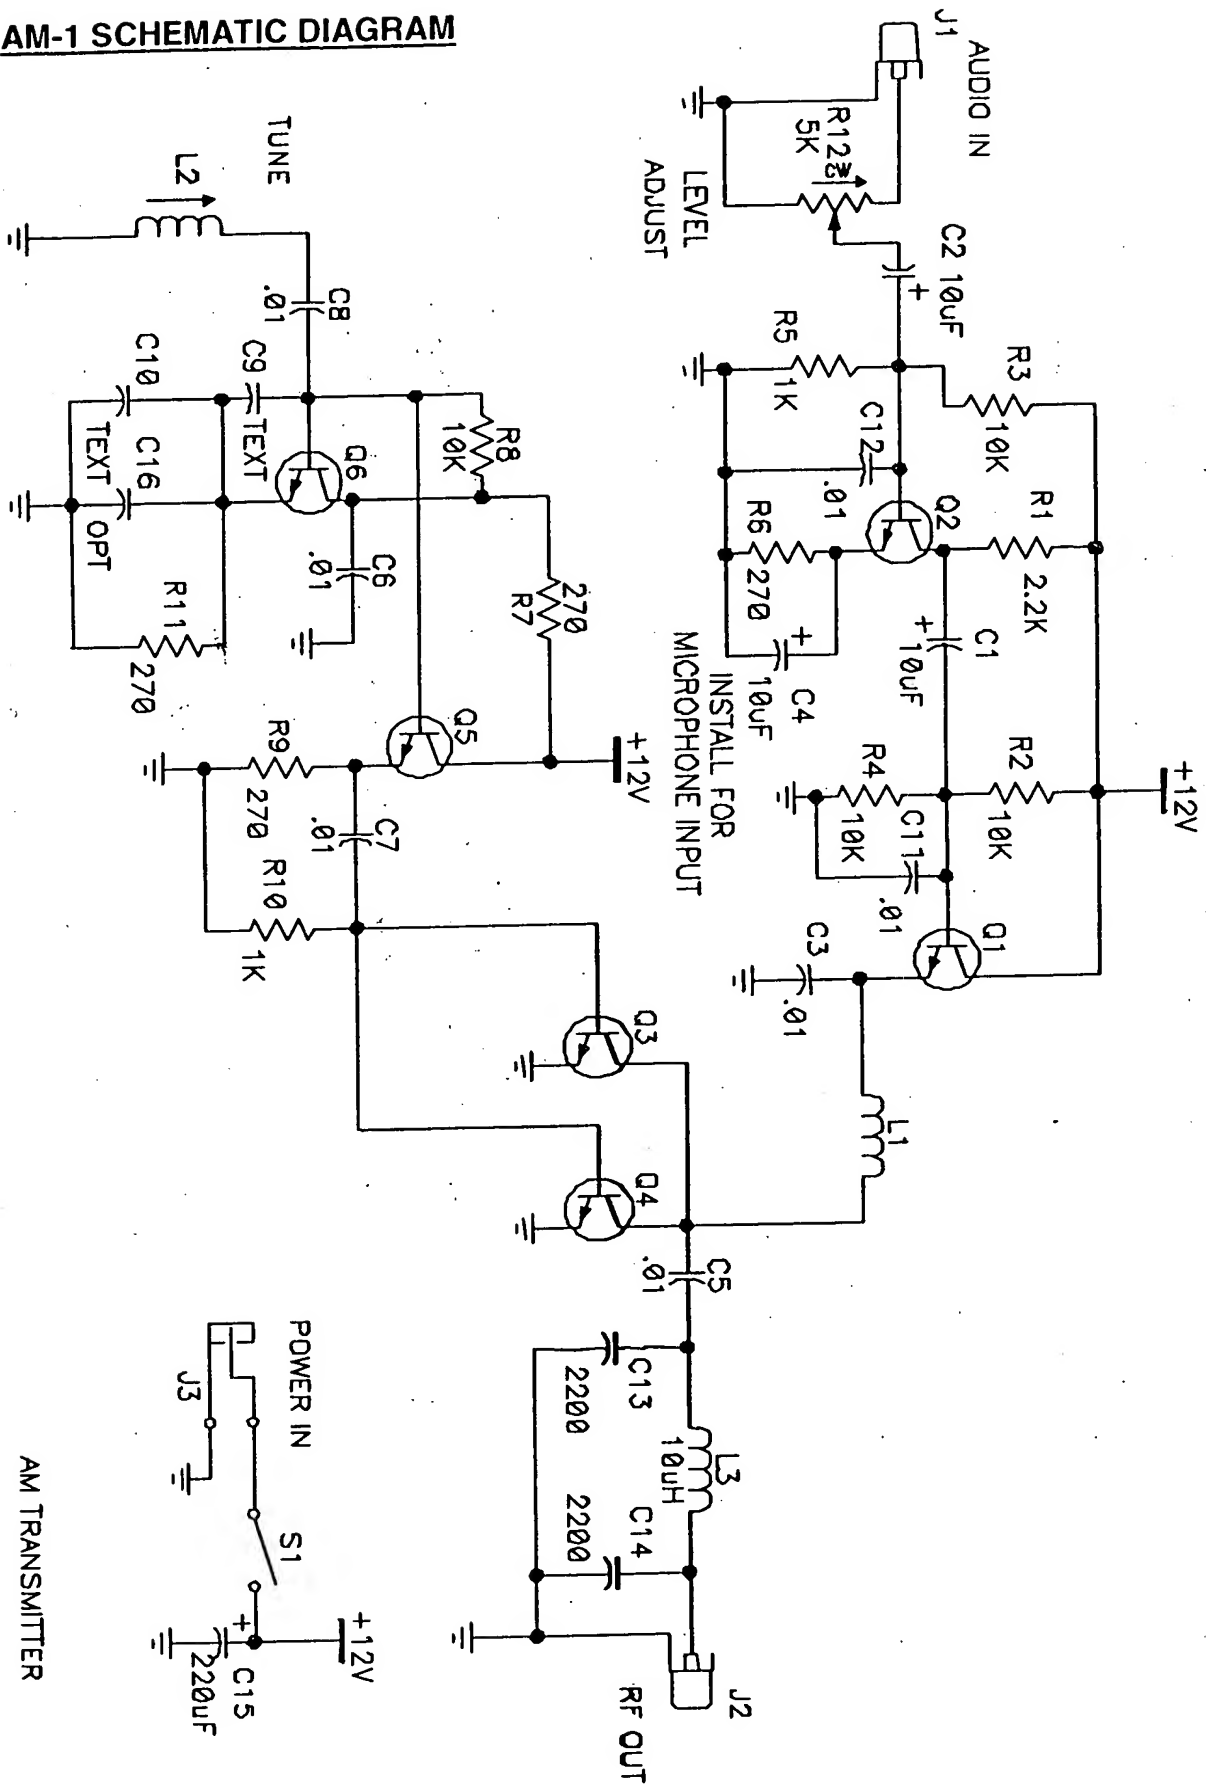 AM-1 SCHEMATIC DIAGRAM
J1
AUDIO IN
R12
5K
CW
LEVEL
ADJUST
C2 10uF
+
R3
10K
R5
1K
C12
.01
Q2
R1
2.2K
R6
270
+
C4
10uF
INSTALL FOR
MICROPHONE INPUT
C1
+
10uF
R2
10K
R4
10K
C11
.01
+12V
Q1
C3
.01
L1
TUNE
L2
C8
.01
C9
TEXT
C10
TEXT
C16
OPT
R11
270
Q6
R8
10K
C6
.01
270
R7
+12V
Q5
R9
270
C7
.01
R10
1K
Q3
Q4
C5
.01
C13
2200
L3
10uH
C14
2200
J2
RF OUT
POWER IN
J3
S1
+12V
+
C15
220uF
AM TRANSMITTER